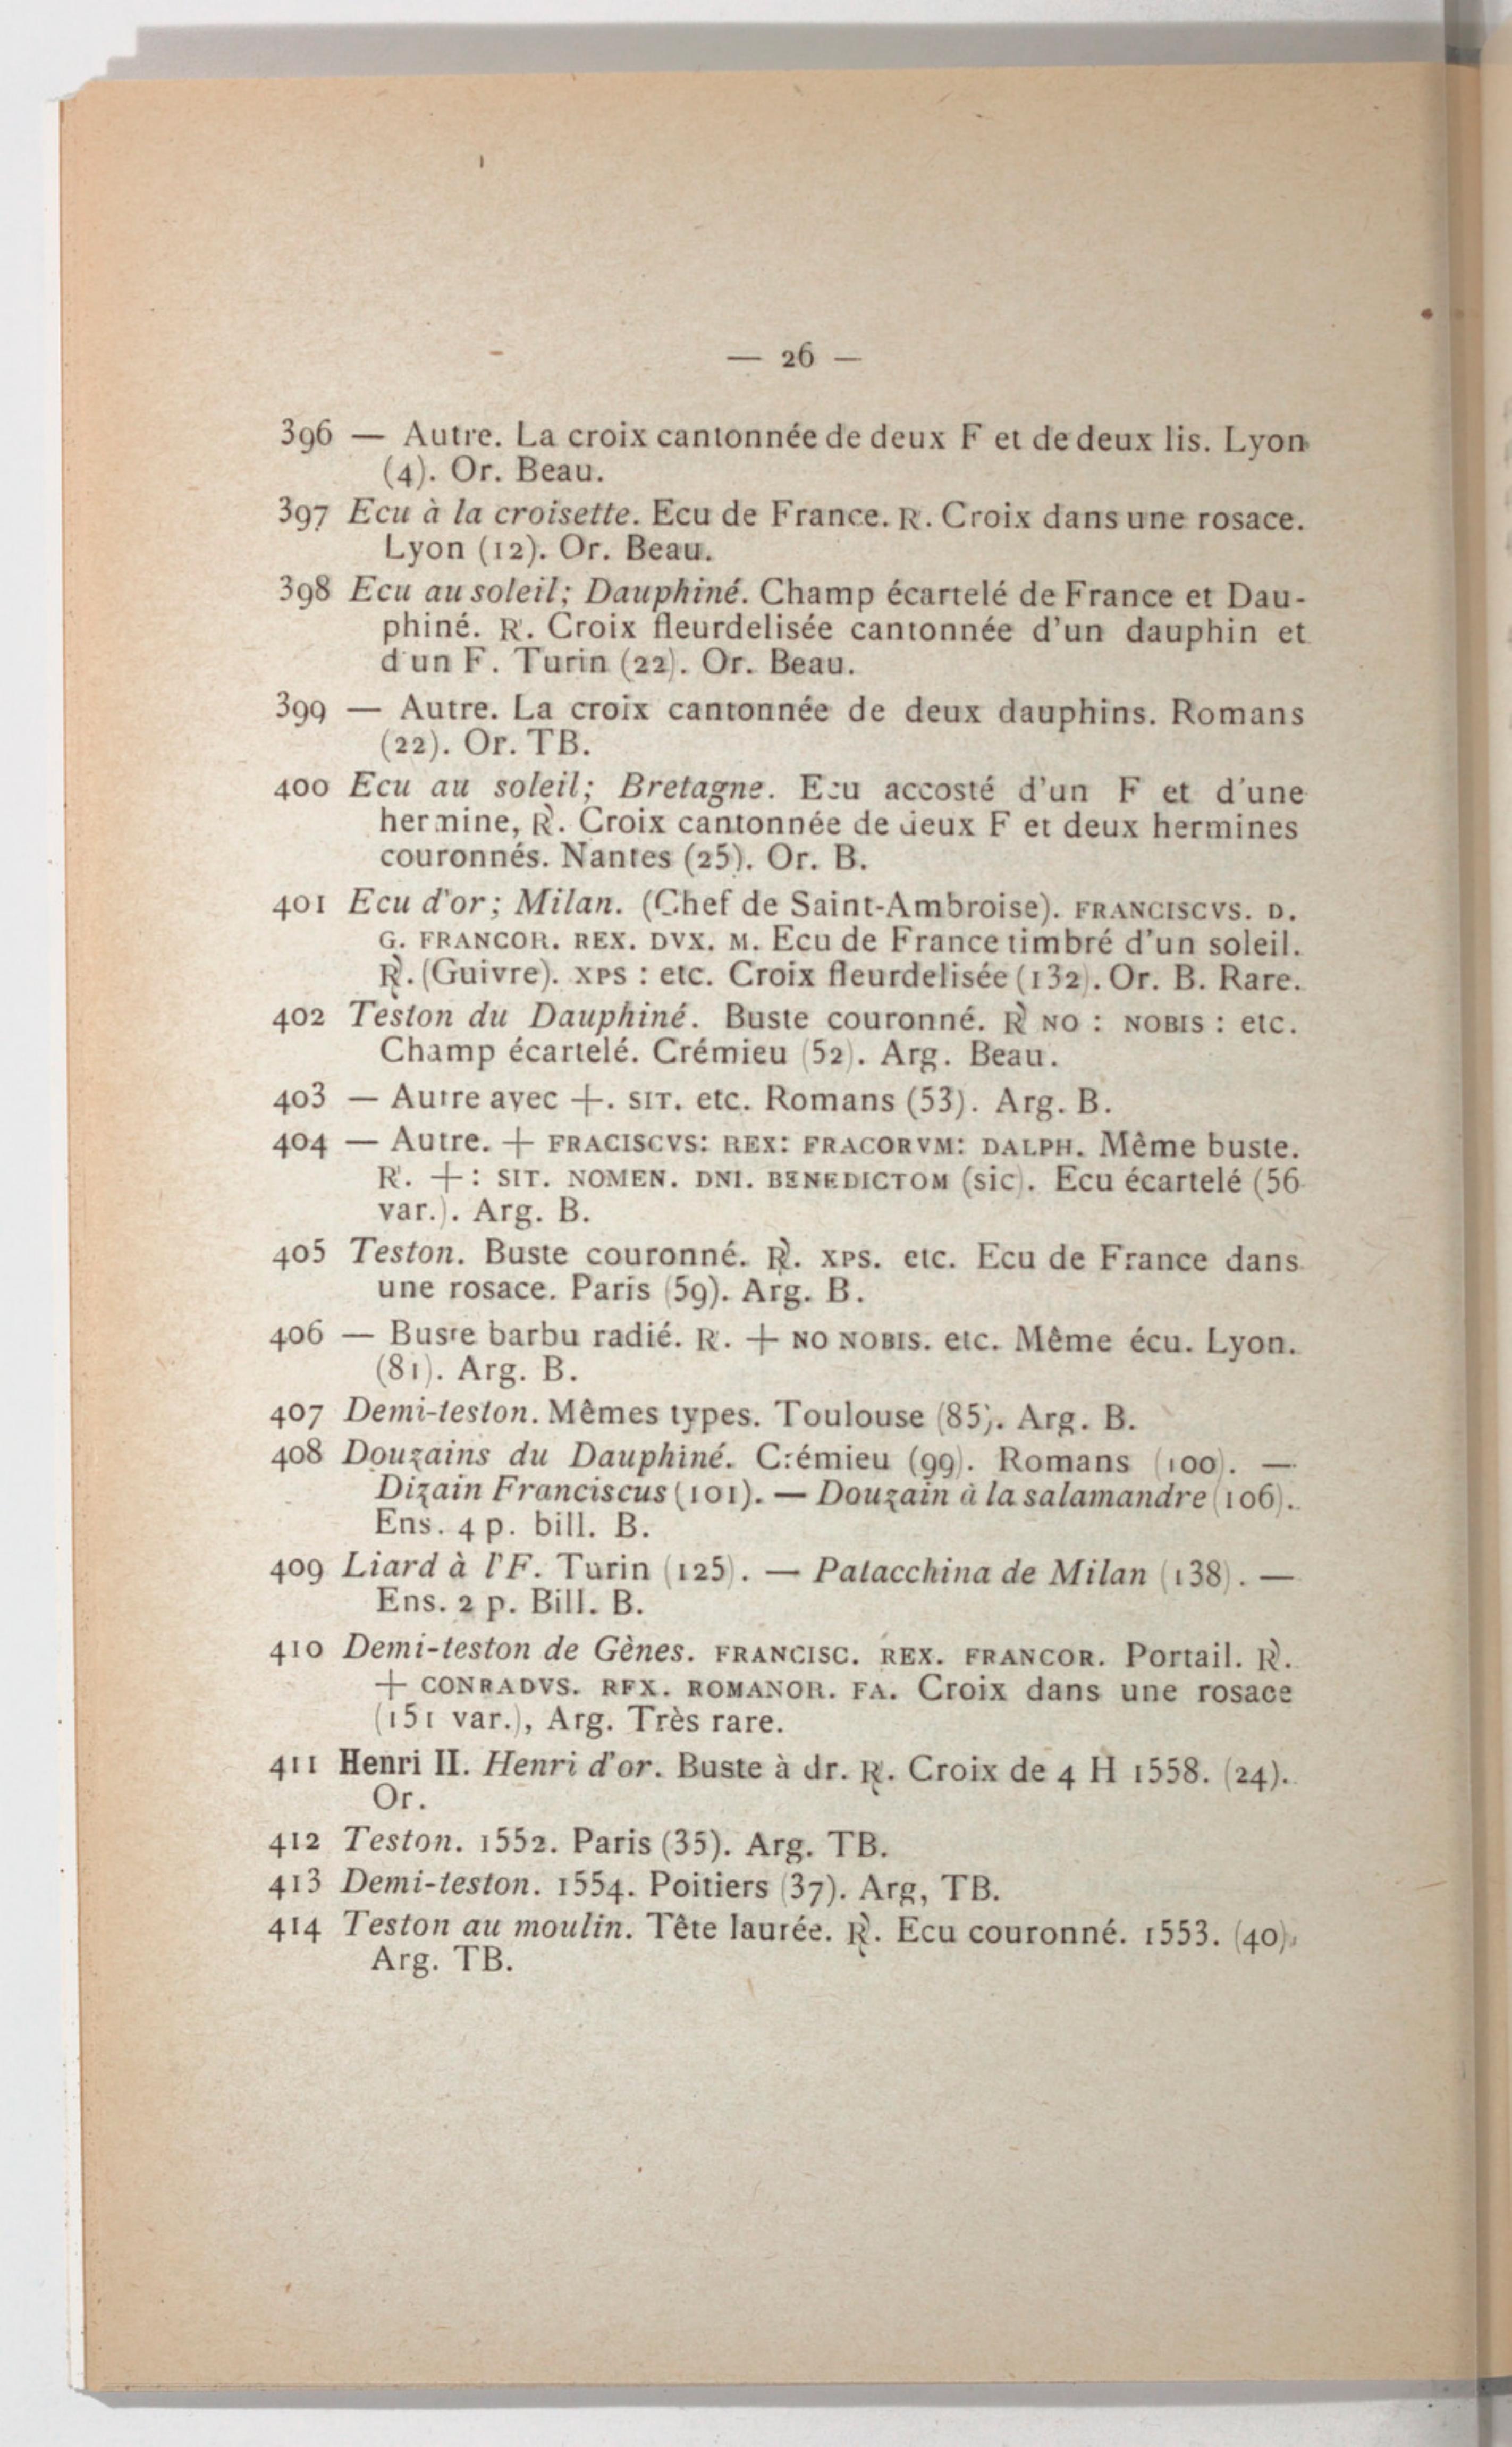 — 26 —
396 — Autre. La croix cantonnée de deux F et de deux lis. Lyon
(4). Or. Beau.
397 Ecu à la croisette. Ecu de France. R. Croix dans une rosace.
Lyon (12). Or. Beau.
398 Ecu au soleil; Dauphiné. Champ écartelé de France et Dau-
phiné. R. Croix fleurdelisée cantonnée d'un dauphin et
d'un F. Turin (22). Or. Beau.
399 — Autre. La croix cantonnée de deux dauphins. Romans
(22). Or. TB.
400 Ecu au soleil; Bretagne. Ecu accosté d'un F et d'une
hermine, R̀. Croix cantonnée de deux F et deux hermines
couronnés. Nantes (25). Or. B.
401 Ecu d'or; Milan. (Chef de Saint-Ambroise). FRANCISCVS. D.
G. FRANCOR. REX. DVX. M. Ecu de France timbré d'un soleil.
R̀. (Guivre). XPS : etc. Croix fleurdelisée (132). Or. B. Rare.
402 Teston du Dauphiné. Buste couronné. R̀ NO : NOBIS : etc.
Champ écartelé. Crémieu (52). Arg. Beau.
403 — Autre avec +. SIT. etc. Romans (53). Arg. B.
404 — Autre. + FRACISCVS: REX: FRACORVM: DALPH. Même buste.
R. +: SIT. NOMEN. DNI. BENEDICTOM (sic). Ecu écartelé (56
var.). Arg. B.
405 Teston. Buste couronné. R̀. XPS. etc. Ecu de France dans
une rosace. Paris (59). Arg. B.
406 — Buste barbu radié. R. + NO NOBIS. etc. Même écu. Lyon.
(81). Arg. B.
407 Demi-teston. Mêmes types. Toulouse (85). Arg. B.
408 Douzains du Dauphiné. Crémieu (99). Romans (100). —
Dizain Franciscus (101). — Douzain à la salamandre (106).
Ens. 4 p. bill. B.
409 Liard à l'F. Turin (125). — Patacchina de Milan (138). —
Ens. 2 p. Bill. B.
410 Demi-teston de Gènes. FRANCISC. REX. FRANCOR. Portail. R̀.
+ CONRADVS. RFX. ROMANOR. FA. Croix dans une rosace
(151 var.), Arg. Très rare.
411 Henri II. Henri d'or. Buste à dr. R. Croix de 4 H 1558. (24).
Or.
412 Teston. 1552. Paris (35). Arg. TB.
413 Demi-teston. 1554. Poitiers (37). Arg, TB.
414 Teston au moulin. Tête laurée. R̀. Ecu couronné. 1553. (40).
Arg. TB.